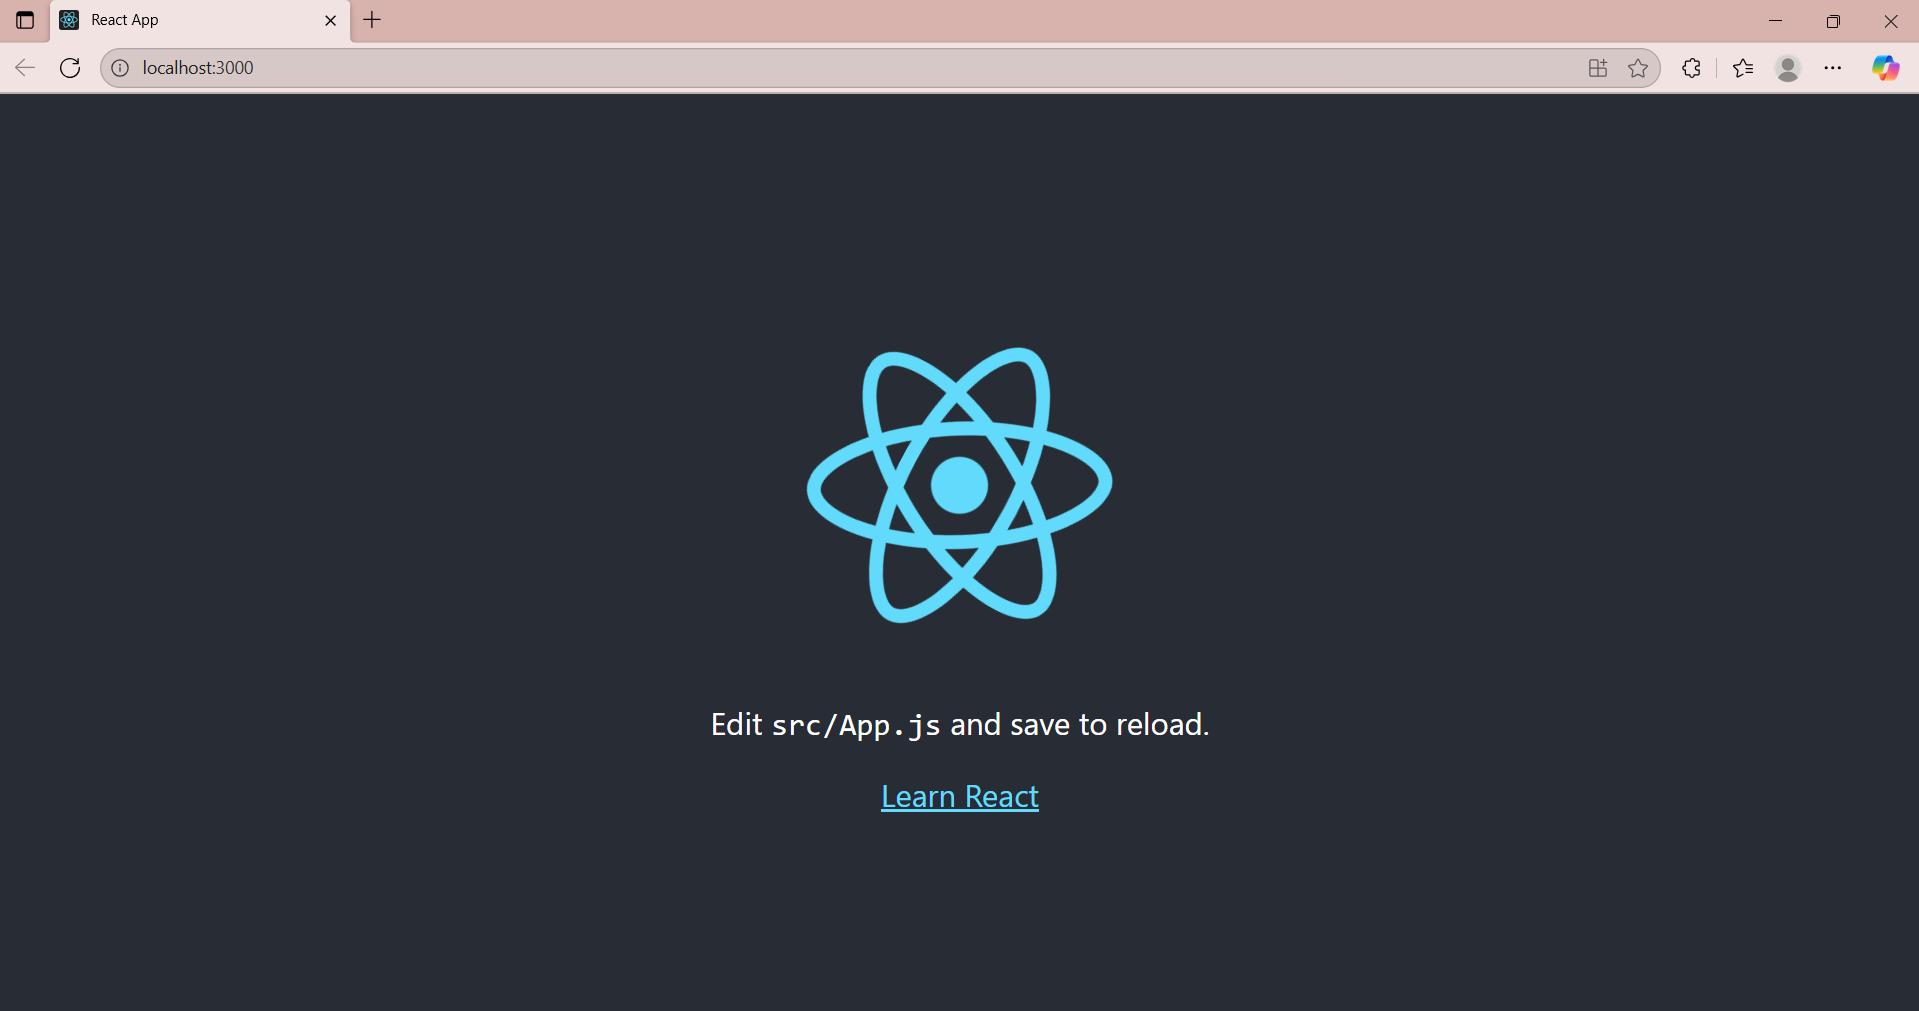 React App
localhost:3000
Edit src/App.js and save to reload.
Learn React